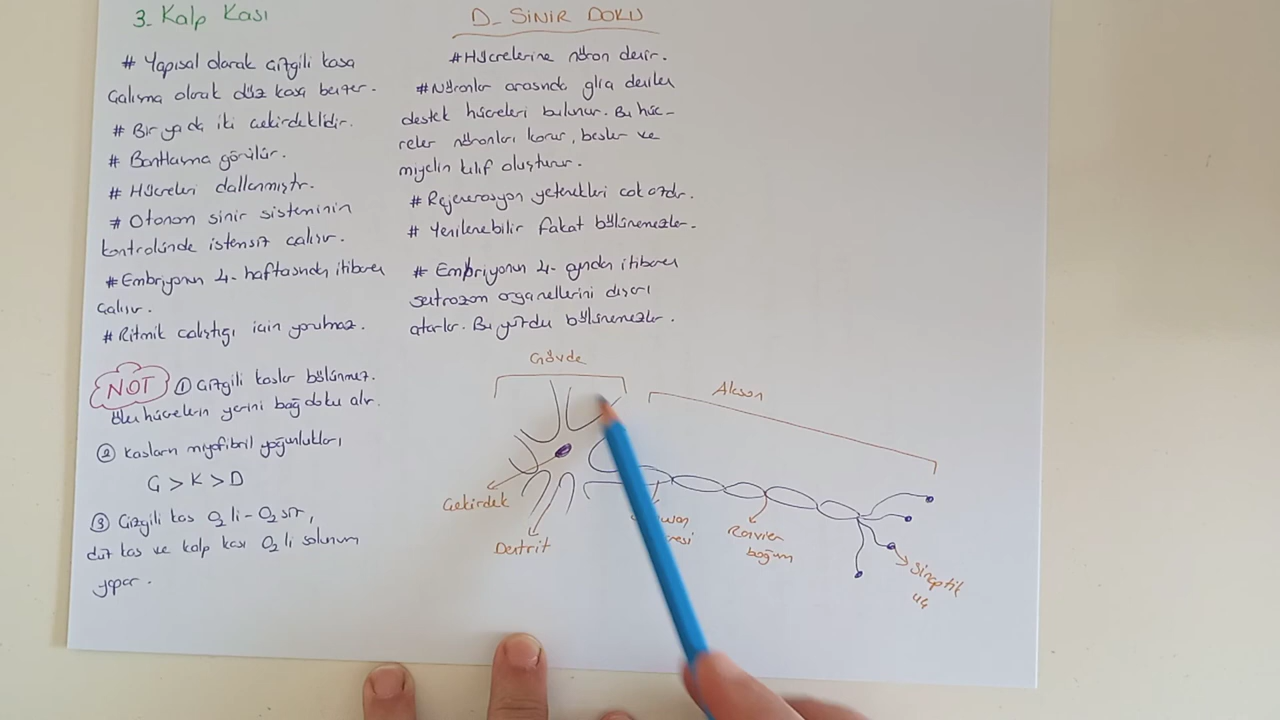 3- Kalp Kası
# Yapısal olarak çizgili kasa
çalışma olarak düz kasa benzer.
# Bir ya da iki çekirdeklidir.
# Bantlaşma görülür.
# Hücreleri dallanmıştır.
# Otonom sinir sisteminin
kontrolünde istemsiz çalışır.
# Embriyonun 4. haftasından itibaren
çalışır.
# Ritmik çalıştığı için yorulmaz.
NOT ① Çizgili kaslar bölünmez.
Ölen hücrelerin yerini bağ doku alır.
② Kasların miyofibril yoğunlukları
Ç > K > D
③ Çizgili kas O2 li - O2 siz,
düz kas ve kalp kası O2 li solunum
yapar.
D- SİNİR DOKU
# Hücrelerine nöron denir.
# Nöronlar arasında glia denilen
destek hücreleri bulunur. Bu hüc-
reler nöronları korur, besler ve
miyelin kılıf oluşturur.
# Rejenerasyon yetenekleri çok azdır.
# Yenilenebilir fakat bölünemezler.
# Embriyonun 4. ayından itibaren
sentrozom organellerini dışarı
atarlar. Bu yüzden bölünemezler.
Gövde
Akson
Çekirdek
Dentrit
Ranvier
boğum
Sinaptik
uç